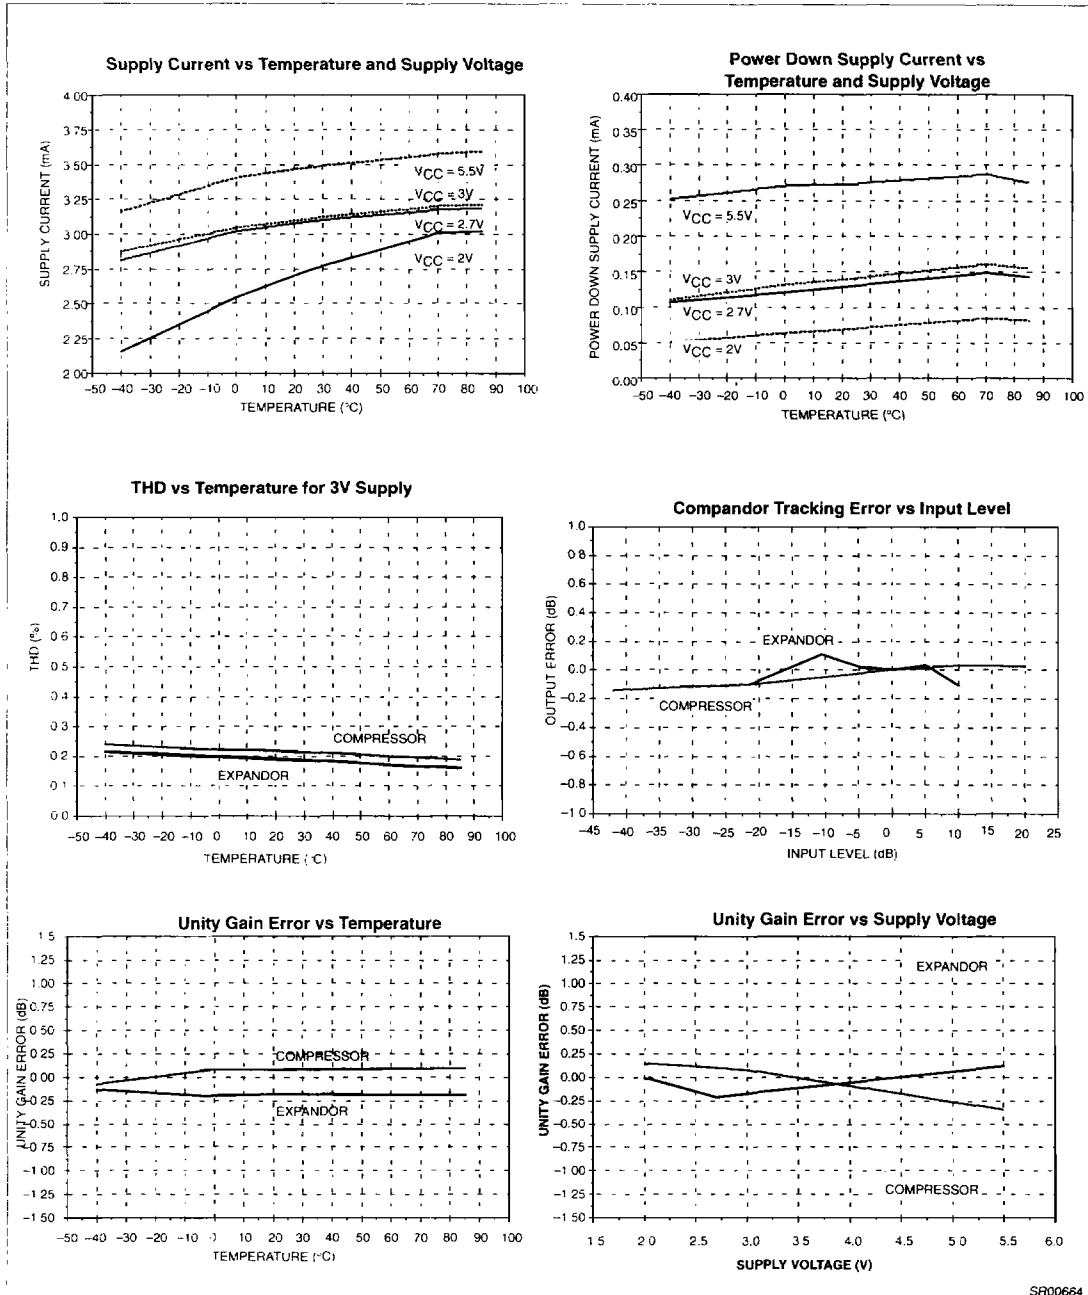 Supply Current vs Temperature and Supply Voltage
4 00
3.75
3.50
3.25
3.00
2.75
2.50
2.25
2 00
SUPPLY CURRENT (mA)
VCC = 5.5V
VCC = 3V
VCC = 2.7V
VCC = 2V
−50 −40 −30 −20 −10 0 10 20 30 40 50 60 70 80 90 100
TEMPERATURE (°C)
Power Down Supply Current vs
Temperature and Supply Voltage
0.40
0.35
0.30
0.25
0.20
0.15
0.10
0.05
0.00
POWER DOWN SUPPLY CURRENT (mA)
VCC = 5.5V
VCC = 3V
VCC = 2 7V
VCC = 2V
−50 −40 −30 −20 −10 0 10 20 30 40 50 60 70 80 90 100
TEMPERATURE (°C)
THD vs Temperature for 3V Supply
1.0
0.9
0.8
0.7
0.6
0.5
0.4
0.3
0.2
0 1
0.0
THD (%)
COMPRESSOR
EXPANDOR
−50 −40 −30 −20 −10 0 10 20 30 40 50 60 70 80 90 100
TEMPERATURE (°C)
Compandor Tracking Error vs Input Level
1.0
0.8
0.6
0.4
0.2
0.0
−0.2
−0.4
−0.6
−0.8
−1 0
OUTPUT ERROR (dB)
EXPANDOR
COMPRESSOR
−45 −40 −35 −30 −25 −20 −15 −10 −5 0 5 10 15 20 25
INPUT LEVEL (dB)
Unity Gain Error vs Temperature
1.5
1.25
1 00
0.75
0.50
0.25
0.00
−0.25
−0.50
−0.75
−1 00
−1.25
−1 50
UNITY GAIN ERROR (dB)
COMPRESSOR
EXPANDOR
−50 −40 −30 −20 −10 0 10 20 30 40 50 60 70 80 90 100
TEMPERATURE (°C)
Unity Gain Error vs Supply Voltage
1.5
1.25
1 00
0.75
0.50
0.25
0.00
−0.25
−0.50
−0.75
−1 00
−1.25
−1 50
UNITY GAIN ERROR (dB)
EXPANDOR
COMPRESSOR
1 5 2 0 2.5 3.0 3.5 4.0 4.5 5 0 5.5 6.0
SUPPLY VOLTAGE (V)
SR00664